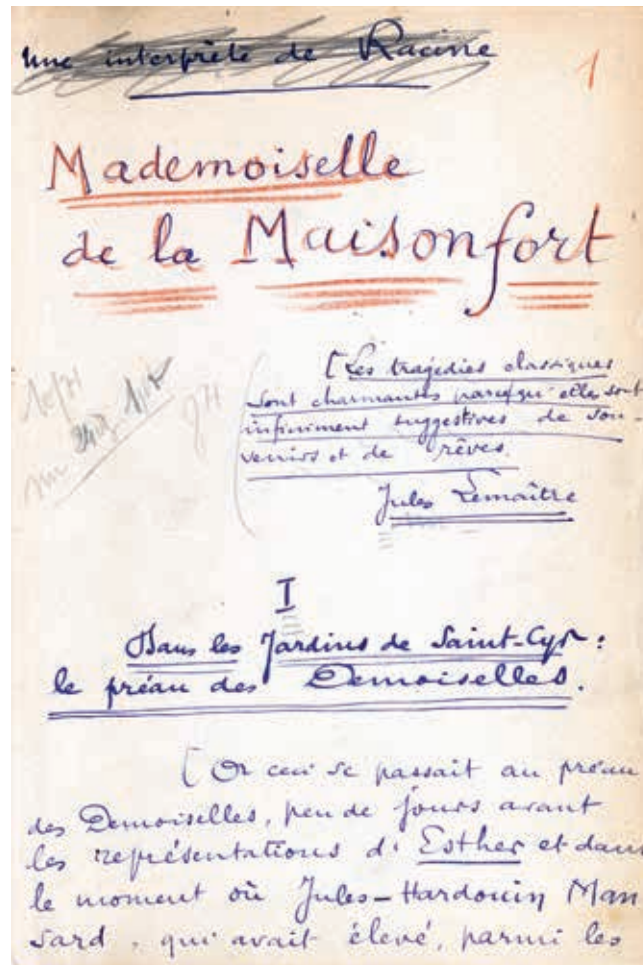 Une interprète de Racine
1
Mademoiselle
de la Maisonfort
[Les tragédies classiques
sont charmantes parcequ'elles sont
infiniment suggestives de sou-
venirs et de rêves.
Jules Lemaître
I
Dans les Jardins de Saint-Cyr :
le préau des Demoiselles.
[Or ceci se passait au préau
des Demoiselles, peu de jours avant
les représentations d'Esther et dans
le moment où Jules-Hardouin Man
sard, qui avait élevé, parmi les